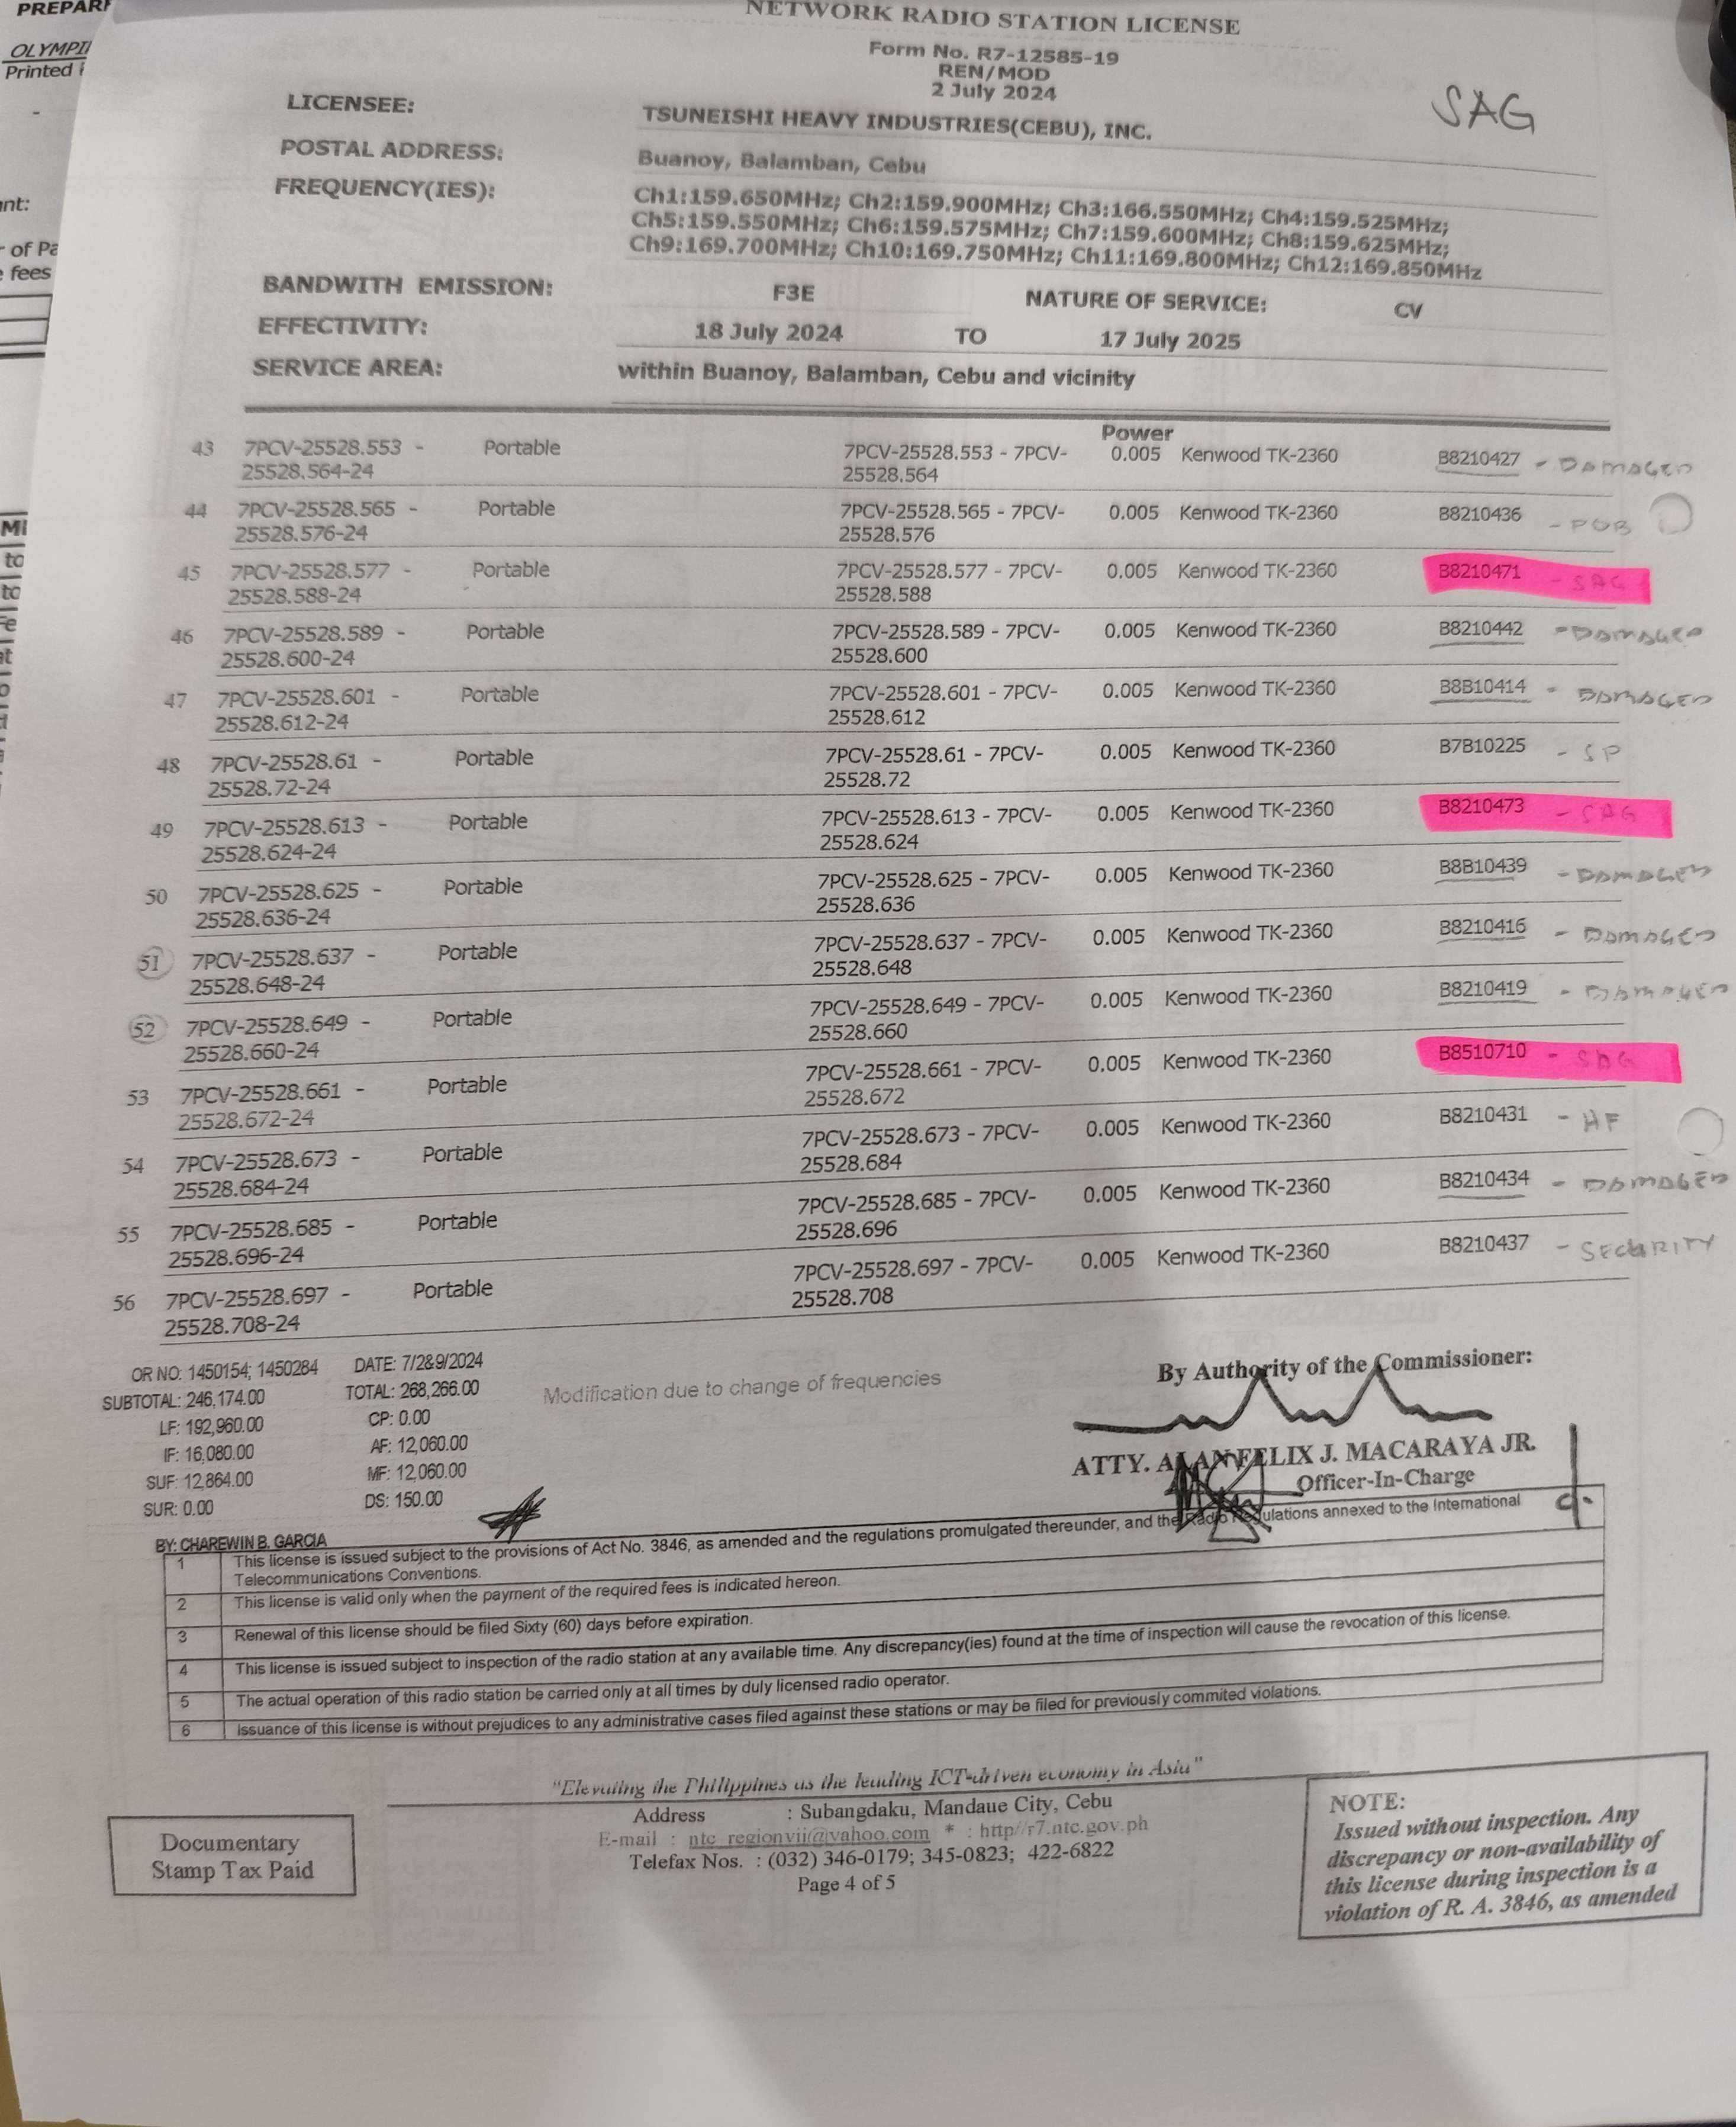 PREPAR
OLYMPI
Printed
nt:
of Pa
fees
NETWORK RADIO STATION LICENSE
Form No. R7-12585-19
REN/MOD
2 July 2024
SAG
LICENSEE: TSUNEISHI HEAVY INDUSTRIES(CEBU), INC.
POSTAL ADDRESS: Buanoy, Balamban, Cebu
FREQUENCY(IES): Ch1:159.650MHz; Ch2:159.900MHz; Ch3:166.550MHz; Ch4:159.525MHz;
Ch5:159.550MHz; Ch6:159.575MHz; Ch7:159.600MHz; Ch8:159.625MHz;
Ch9:169.700MHz; Ch10:169.750MHz; Ch11:169.800MHz; Ch12:169.850MHz
BANDWITH EMISSION: F3E NATURE OF SERVICE: CV
EFFECTIVITY: 18 July 2024 TO 17 July 2025
SERVICE AREA: within Buanoy, Balamban, Cebu and vicinity
Power
43 7PCV-25528.553 - Portable 7PCV-25528.553 - 7PCV- 0.005 Kenwood TK-2360 B8210427 - DAMAGED
25528.564-24 25528.564
44 7PCV-25528.565 - Portable 7PCV-25528.565 - 7PCV- 0.005 Kenwood TK-2360 B8210436 - POB
25528.576-24 25528.576
45 7PCV-25528.577 - Portable 7PCV-25528.577 - 7PCV- 0.005 Kenwood TK-2360 B8210471 - SAG
25528.588-24 25528.588
46 7PCV-25528.589 - Portable 7PCV-25528.589 - 7PCV- 0.005 Kenwood TK-2360 B8210442 - DAMAGED
25528.600-24 25528.600
47 7PCV-25528.601 - Portable 7PCV-25528.601 - 7PCV- 0.005 Kenwood TK-2360 B8B10414 - DAMAGED
25528.612-24 25528.612
48 7PCV-25528.61 - Portable 7PCV-25528.61 - 7PCV- 0.005 Kenwood TK-2360 B7B10225 - SP
25528.72-24 25528.72
49 7PCV-25528.613 - Portable 7PCV-25528.613 - 7PCV- 0.005 Kenwood TK-2360 B8210473 - SAG
25528.624-24 25528.624
50 7PCV-25528.625 - Portable 7PCV-25528.625 - 7PCV- 0.005 Kenwood TK-2360 B8B10439 - DAMAGED
25528.636-24 25528.636
51 7PCV-25528.637 - Portable 7PCV-25528.637 - 7PCV- 0.005 Kenwood TK-2360 B8210416 - DAMAGED
25528.648-24 25528.648
52 7PCV-25528.649 - Portable 7PCV-25528.649 - 7PCV- 0.005 Kenwood TK-2360 B8210419 - DAMAGED
25528.660-24 25528.660
53 7PCV-25528.661 - Portable 7PCV-25528.661 - 7PCV- 0.005 Kenwood TK-2360 B8510710 - SAG
25528.672-24 25528.672
54 7PCV-25528.673 - Portable 7PCV-25528.673 - 7PCV- 0.005 Kenwood TK-2360 B8210431 - HF
25528.684-24 25528.684
55 7PCV-25528.685 - Portable 7PCV-25528.685 - 7PCV- 0.005 Kenwood TK-2360 B8210434 - DAMAGED
25528.696-24 25528.696
56 7PCV-25528.697 - Portable 7PCV-25528.697 - 7PCV- 0.005 Kenwood TK-2360 B8210437 - SECURITY
25528.708-24 25528.708
OR NO: 1450154; 1450284 DATE: 7/2&9/2024
SUBTOTAL: 246,174.00 TOTAL: 268,266.00
LF: 192,960.00 CP: 0.00
IF: 16,080.00 AF: 12,060.00
SUF: 12,864.00 MF: 12,060.00
SUR: 0.00 DS: 150.00
Modification due to change of frequencies
By Authority of the Commissioner:
ATTY. ALAN FELIX J. MACARAYA JR.
Officer-In-Charge
BY: CHAREWIN B. GARCIA
1 This license is issued subject to the provisions of Act No. 3846, as amended and the regulations promulgated thereunder, and the Radio Regulations annexed to the International
Telecommunications Conventions.
2 This license is valid only when the payment of the required fees is indicated hereon.
3 Renewal of this license should be filed Sixty (60) days before expiration.
4 This license is issued subject to inspection of the radio station at any available time. Any discrepancy(ies) found at the time of inspection will cause the revocation of this license.
5 The actual operation of this radio station be carried only at all times by duly licensed radio operator.
6 Issuance of this license is without prejudices to any administrative cases filed against these stations or may be filed for previously commited violations.
"Elevating the Philippines as the leading ICT-driven economy in Asia"
Address : Subangdaku, Mandaue City, Cebu
E-mail : ntc_regionvii@yahoo.com * : http//r7.ntc.gov.ph
Telefax Nos. : (032) 346-0179; 345-0823; 422-6822
Page 4 of 5
Documentary
Stamp Tax Paid
NOTE:
Issued without inspection. Any
discrepancy or non-availability of
this license during inspection is a
violation of R. A. 3846, as amended